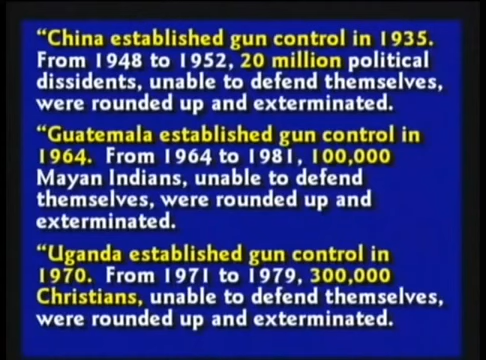 “China established gun control in 1935.
From 1948 to 1952, 20 million political
dissidents, unable to defend themselves,
were rounded up and exterminated.
“Guatemala established gun control in
1964. From 1964 to 1981, 100,000
Mayan Indians, unable to defend
themselves, were rounded up and
exterminated.
“Uganda established gun control in
1970. From 1971 to 1979, 300,000
Christians, unable to defend themselves,
were rounded up and exterminated.